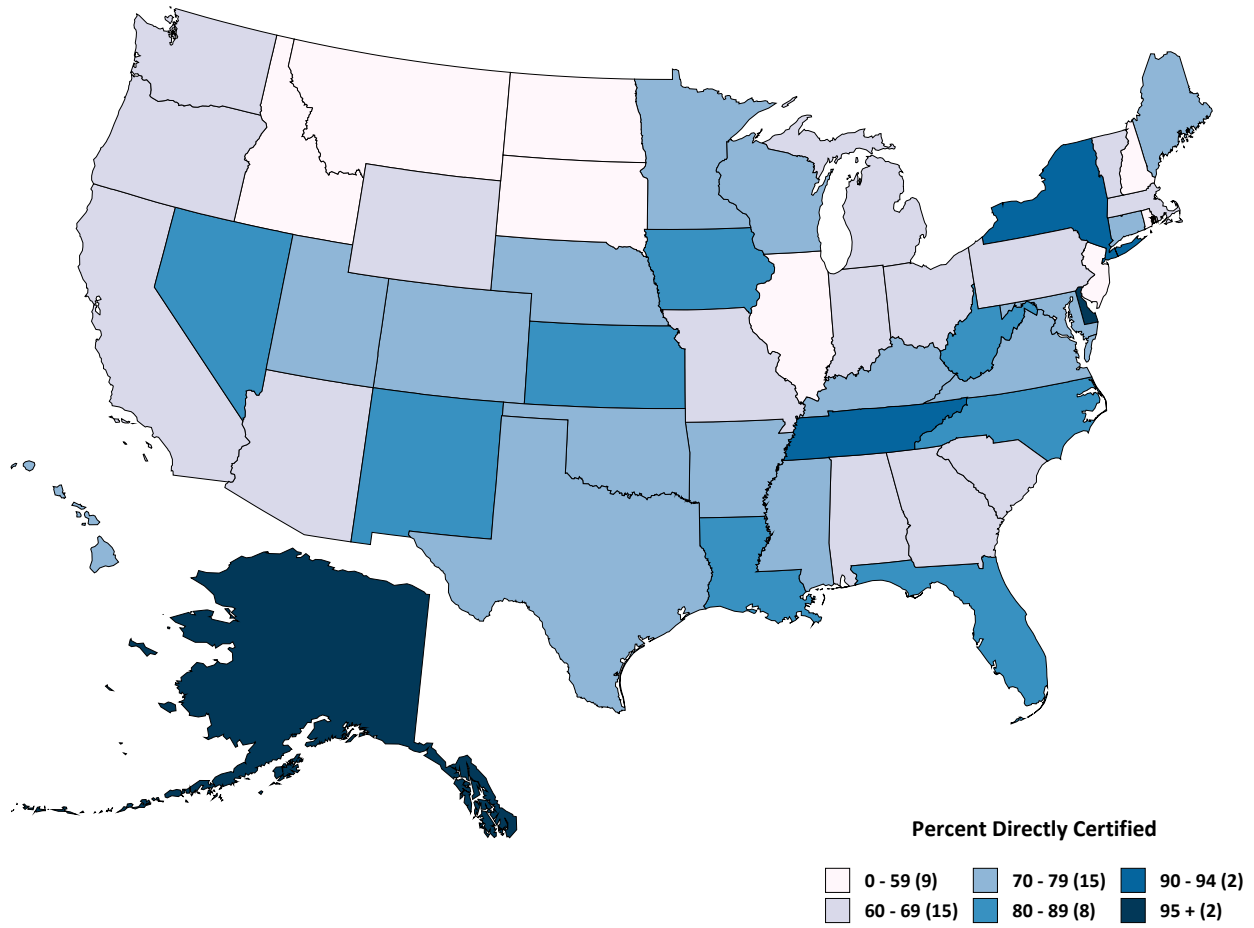 Percent Directly Certified
0 - 59 (9) 70 - 79 (15) 90 - 94 (2)
60 - 69 (15) 80 - 89 (8) 95 + (2)